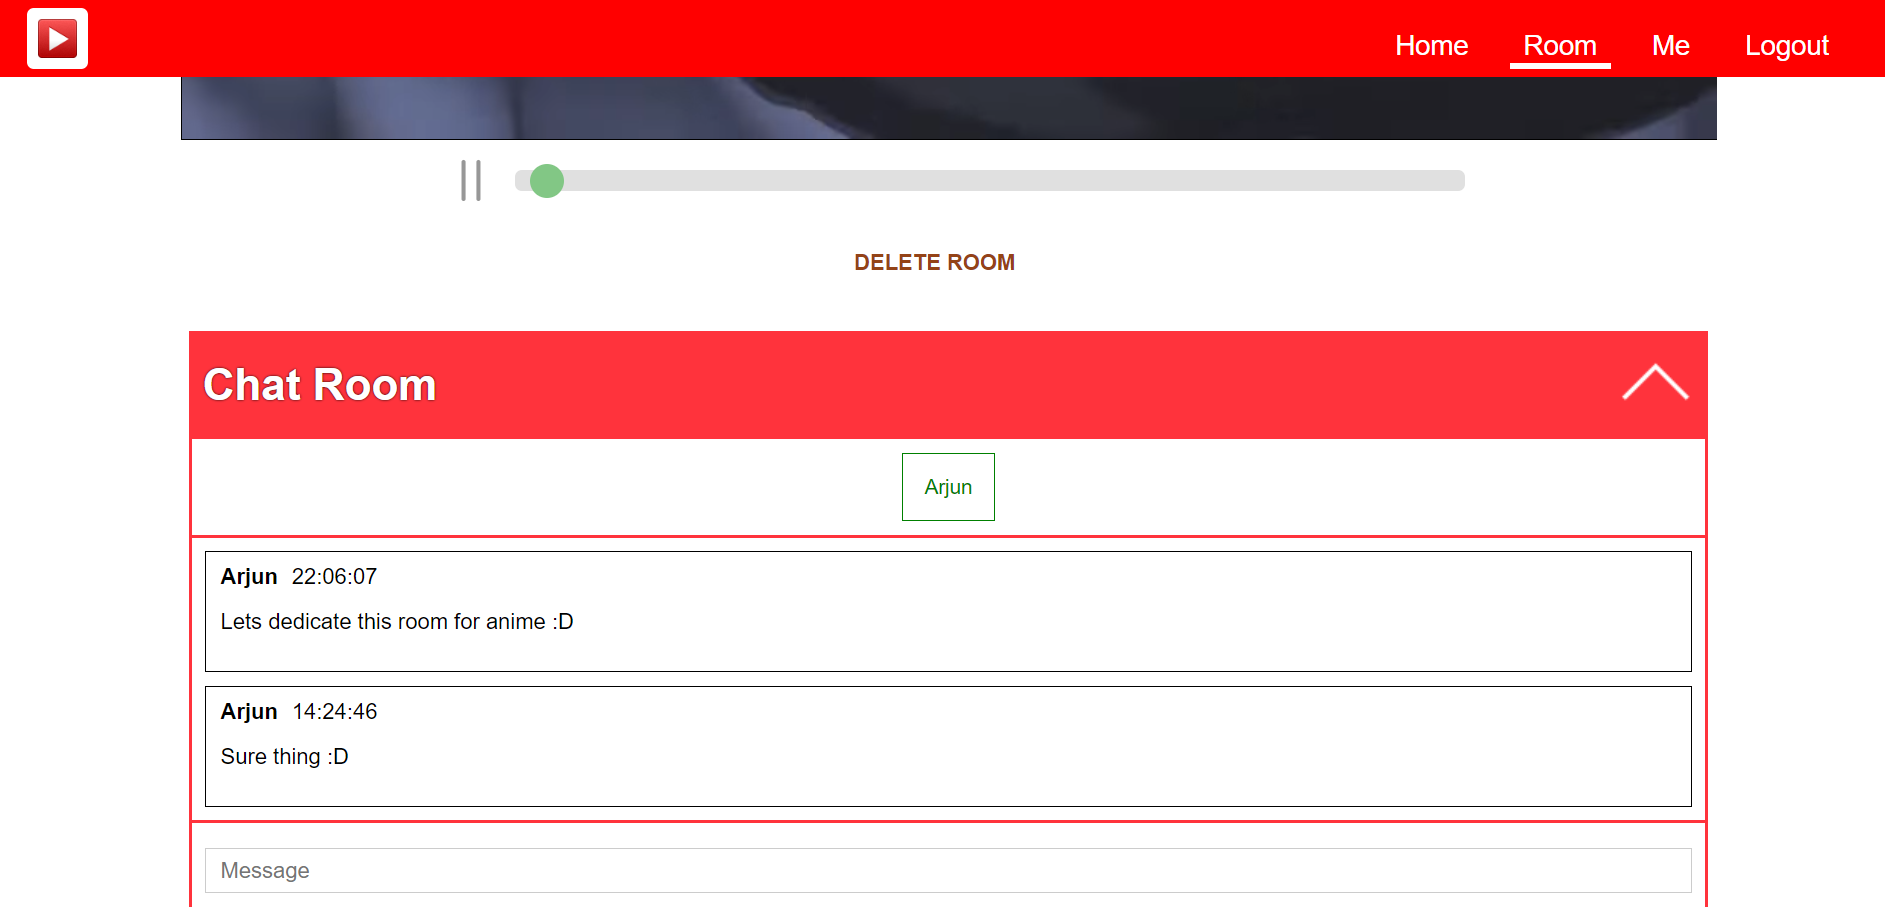 Home Room Me Logout
DELETE ROOM
Chat Room
Arjun
Arjun 22:06:07
Lets dedicate this room for anime :D
Arjun 14:24:46
Sure thing :D
Message